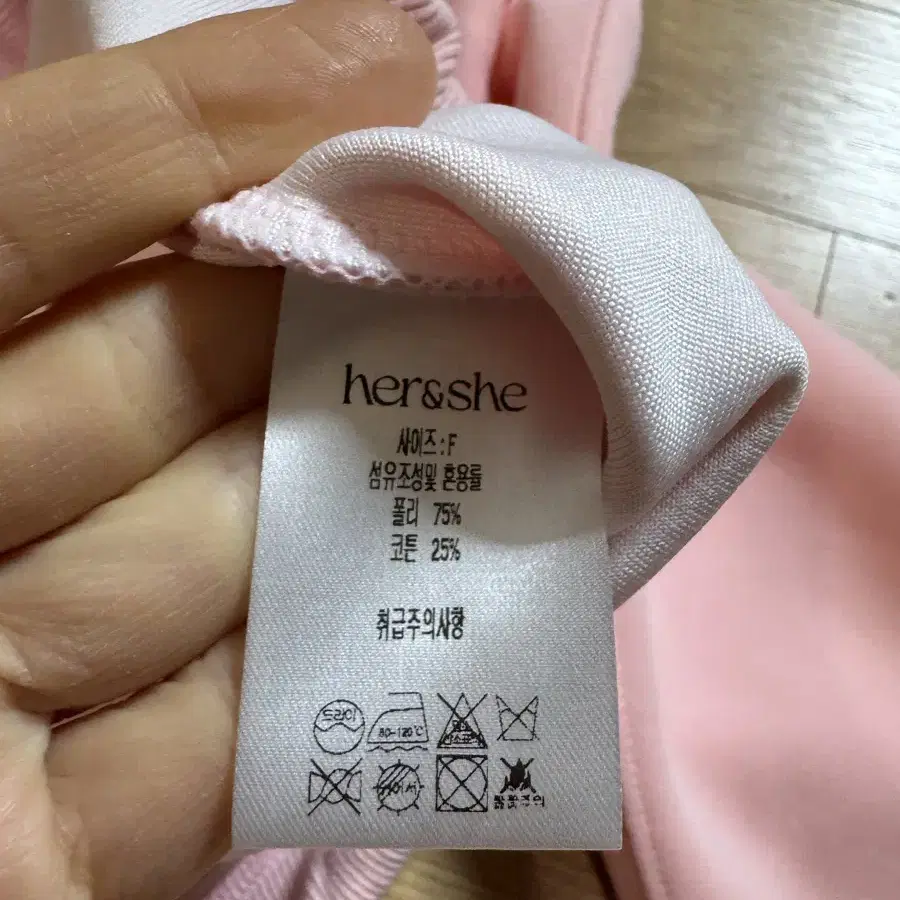 her&she
사이즈 : F
섬유조성및 혼용률
폴리 75%
코튼 25%
취급주의사항
드라이
80-120℃